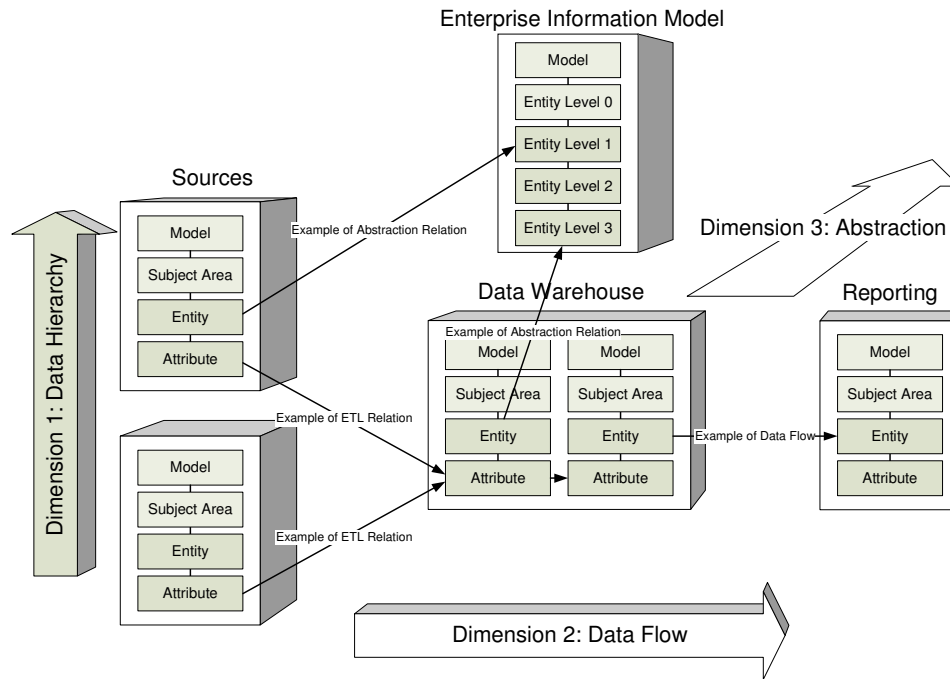 Enterprise Information Model
Model
Entity Level 0
Entity Level 1
Entity Level 2
Entity Level 3
Sources
Model
Subject Area
Entity
Attribute
Model
Subject Area
Entity
Attribute
Example of Abstraction Relation
Example of ETL Relation
Example of ETL Relation
Data Warehouse
Example of Abstraction Relation
Model
Model
Subject Area
Subject Area
Entity
Entity
Attribute
Attribute
Example of Data Flow
Reporting
Model
Subject Area
Entity
Attribute
Dimension 1: Data Hierarchy
Dimension 2: Data Flow
Dimension 3: Abstraction